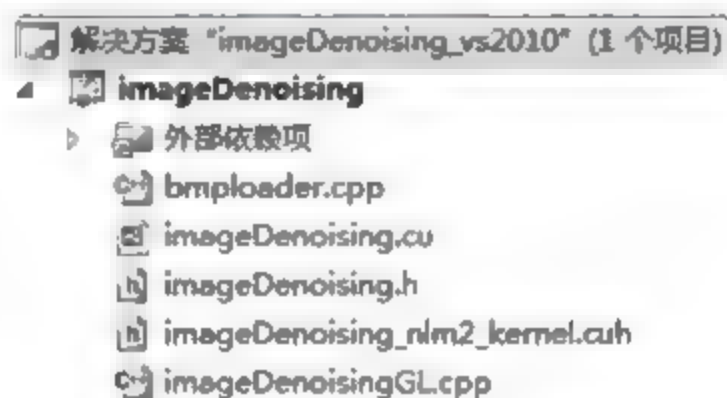 解决方案 "imageDenoising_vs2010" (1 个项目)
imageDenoising
外部依赖项
bmploader.cpp
imageDenoising.cu
imageDenoising.h
imageDenoising_nlm2_kernel.cuh
imageDenoisingGL.cpp